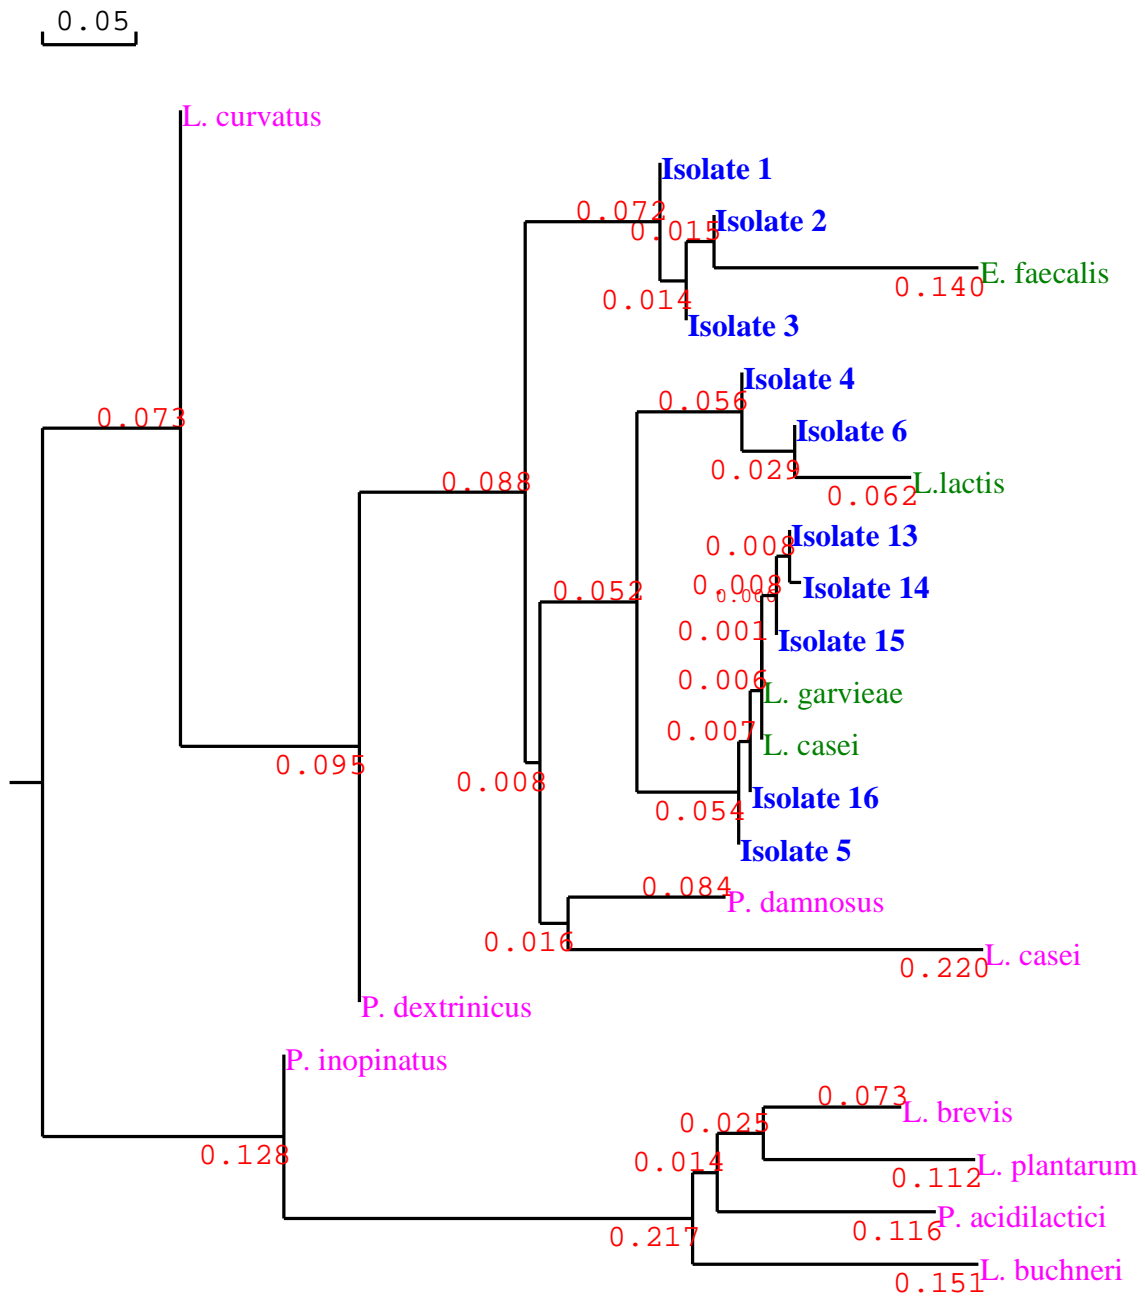 0.05
L. curvatus
Isolate 1
0.072
Isolate 2
0.015
E. faecalis
0.140
0.014
Isolate 3
Isolate 4
0.056
0.073
Isolate 6
0.029
0.088
L.lactis
0.062
Isolate 13
0.008
0.008
Isolate 14
0.052
0.001
Isolate 15
0.006
L. garvieae
0.007
L. casei
0.095
0.008
Isolate 16
0.054
Isolate 5
0.084
P. damnosus
0.016
L. casei
0.220
P. dextrinicus
P. inopinatus
0.073
L. brevis
0.025
0.128
0.014
L. plantarum
0.112
P. acidilactici
0.116
0.217
L. buchneri
0.151